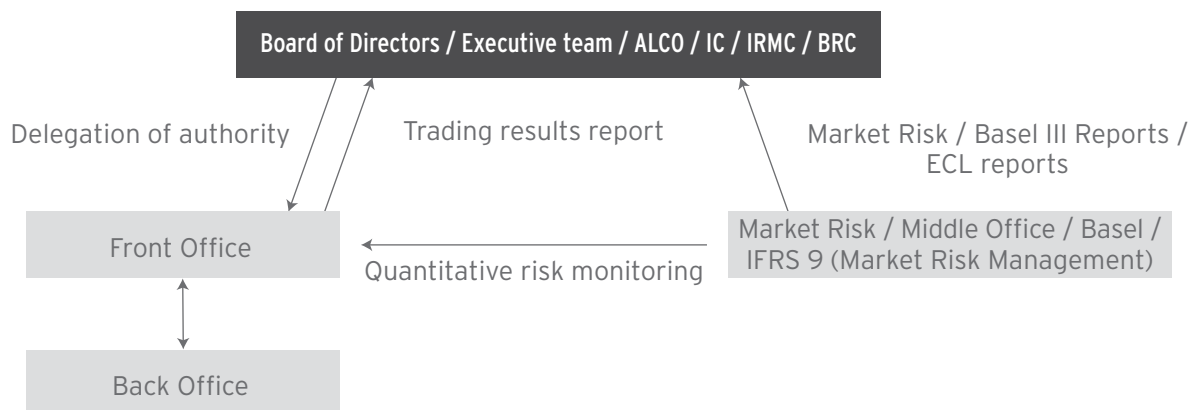 Board of Directors / Executive team / ALCO / IC / IRMC / BRC
Delegation of authority
Trading results report
Market Risk / Basel III Reports /
ECL reports
Front Office
Quantitative risk monitoring
Market Risk / Middle Office / Basel /
IFRS 9 (Market Risk Management)
Back Office